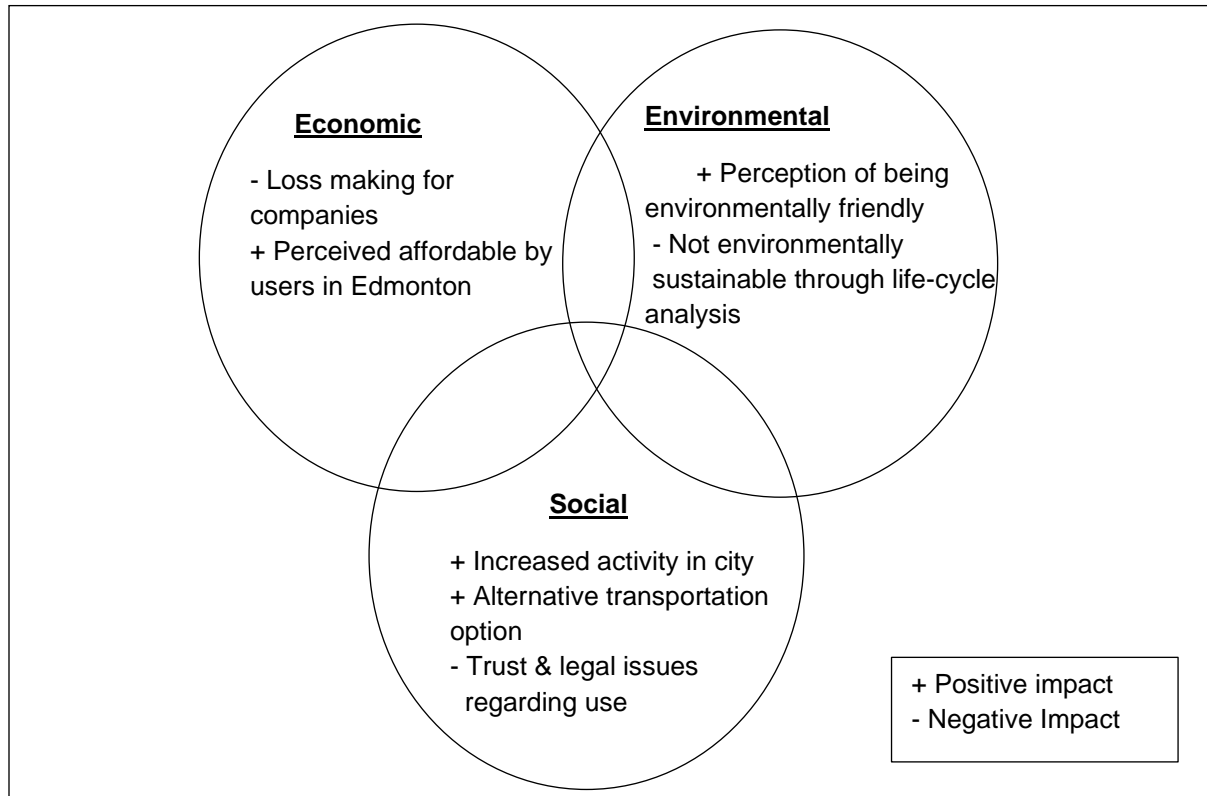 Economic
- Loss making for
companies
+ Perceived affordable by
users in Edmonton
Environmental
+ Perception of being
environmentally friendly
- Not environmentally
sustainable through life-cycle
analysis
Social
+ Increased activity in city
+ Alternative transportation
option
- Trust & legal issues
regarding use
+ Positive impact
- Negative Impact